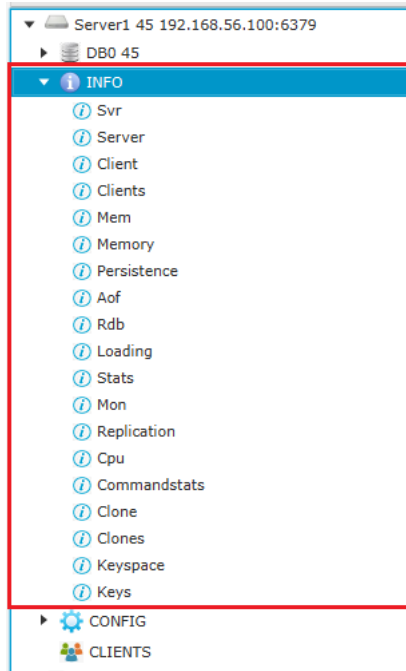 Server1 45 192.168.56.100:6379
DB0 45
INFO
Svr
Server
Client
Clients
Mem
Memory
Persistence
Aof
Rdb
Loading
Stats
Mon
Replication
Cpu
Commandstats
Clone
Clones
Keyspace
Keys
CONFIG
CLIENTS